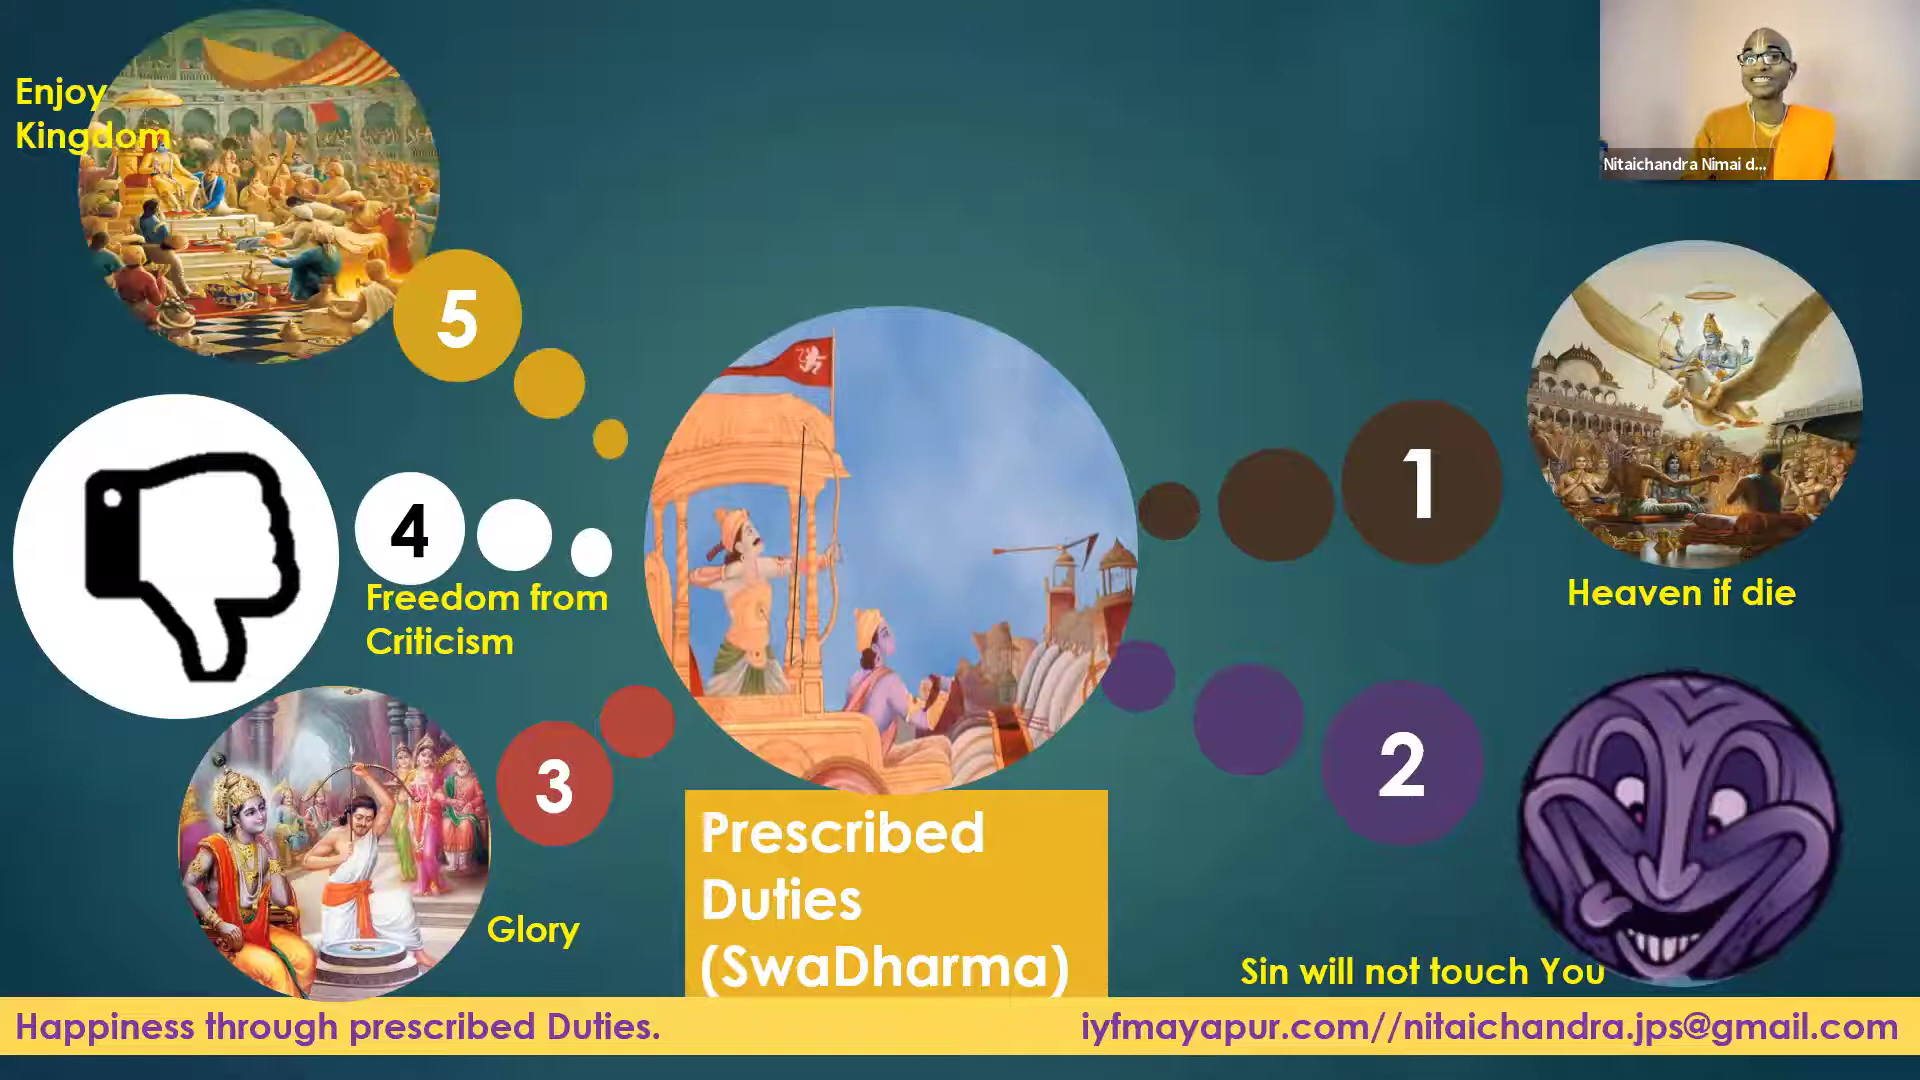 Enjoy
Kingdom
Nitaichandra Nimai d...
5
1
4
Freedom from
Criticism
Heaven if die
2
3
Glory
Prescribed
Duties
(SwaDharma)
Sin will not touch You
Happiness through prescribed Duties.
iyfmayapur.com//nitaichandra.jps@gmail.com